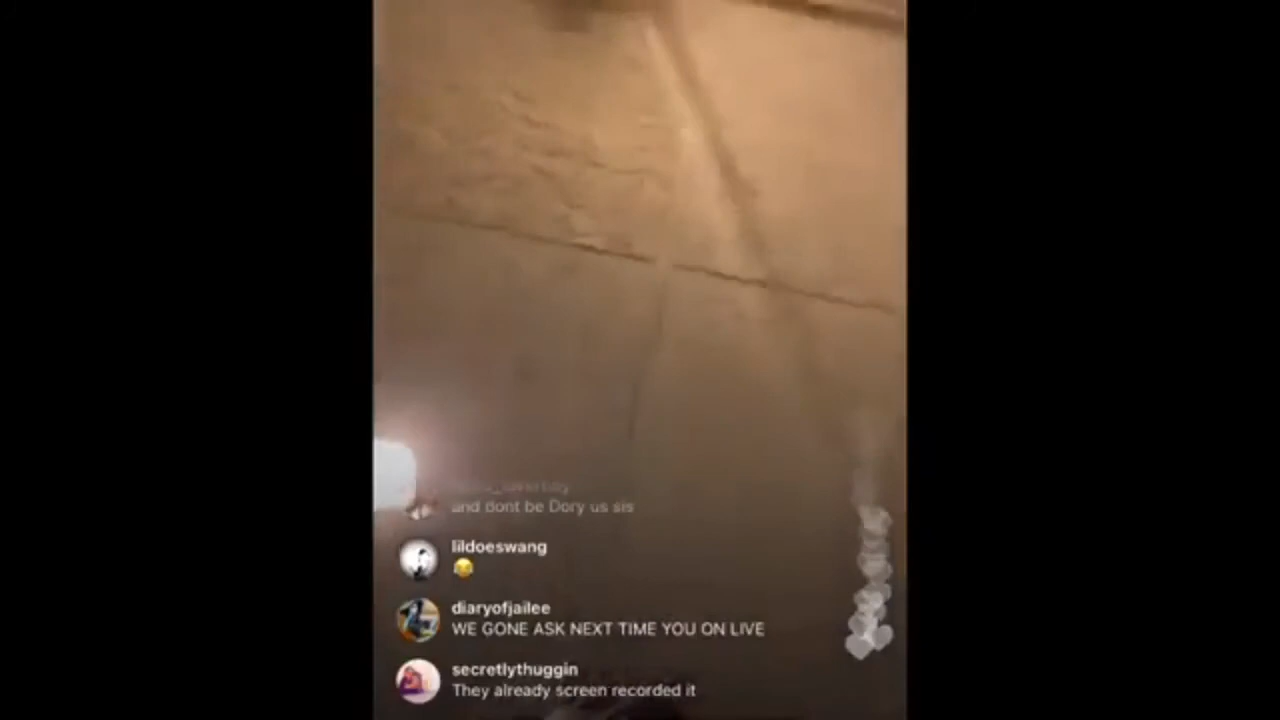 and dont be Dory us sis
lildoeswang
😂
diaryofjailee
WE GONE ASK NEXT TIME YOU ON LIVE
secretlythuggin
They already screen recorded it